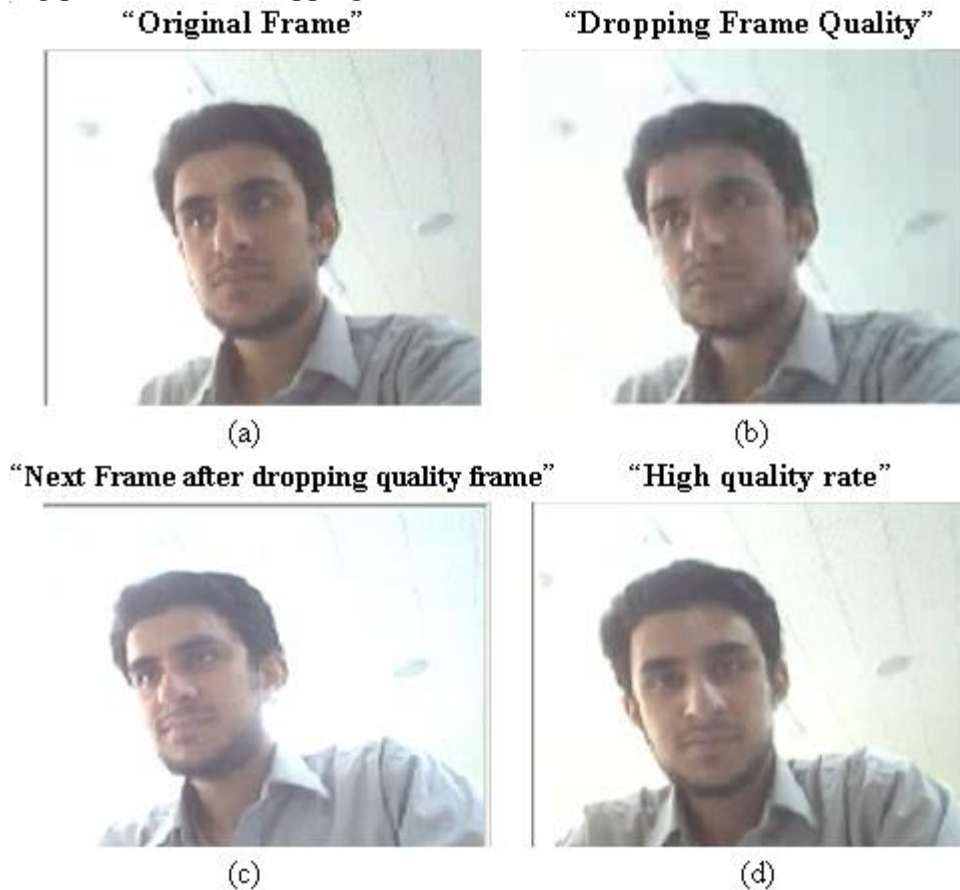 “Original Frame”
“Dropping Frame Quality”
(a)
(b)
“Next Frame after dropping quality frame”
“High quality rate”
(c)
(d)